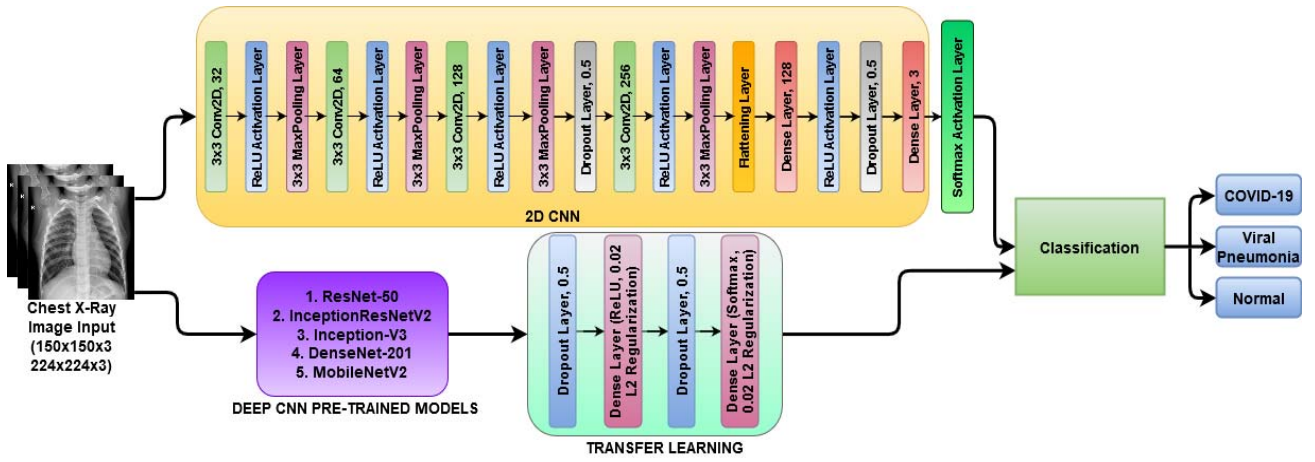 3x3 Conv2D, 32
ReLU Activation Layer
3x3 MaxPooling Layer
3x3 Conv2D, 64
ReLU Activation Layer
3x3 MaxPooling Layer
3x3 Conv2D, 128
ReLU Activation Layer
3x3 MaxPooling Layer
Dropout Layer, 0.5
3x3 Conv2D, 256
ReLU Activation Layer
3x3 MaxPooling Layer
Flattening Layer
Dense Layer, 128
ReLU Activation Layer
Dropout Layer, 0.5
Dense Layer, 3
Softmax Activation Layer
2D CNN
Chest X-Ray
Image Input
(150x150x3
224x224x3)
1. ResNet-50
2. InceptionResNetV2
3. Inception-V3
4. DenseNet-201
5. MobileNetV2
DEEP CNN PRE-TRAINED MODELS
Dropout Layer, 0.5
Dense Layer (ReLU, 0.02
L2 Regularization)
Dropout Layer, 0.5
Dense Layer (Softmax,
0.02 L2 Regularization)
TRANSFER LEARNING
Classification
COVID-19
Viral
Pneumonia
Normal